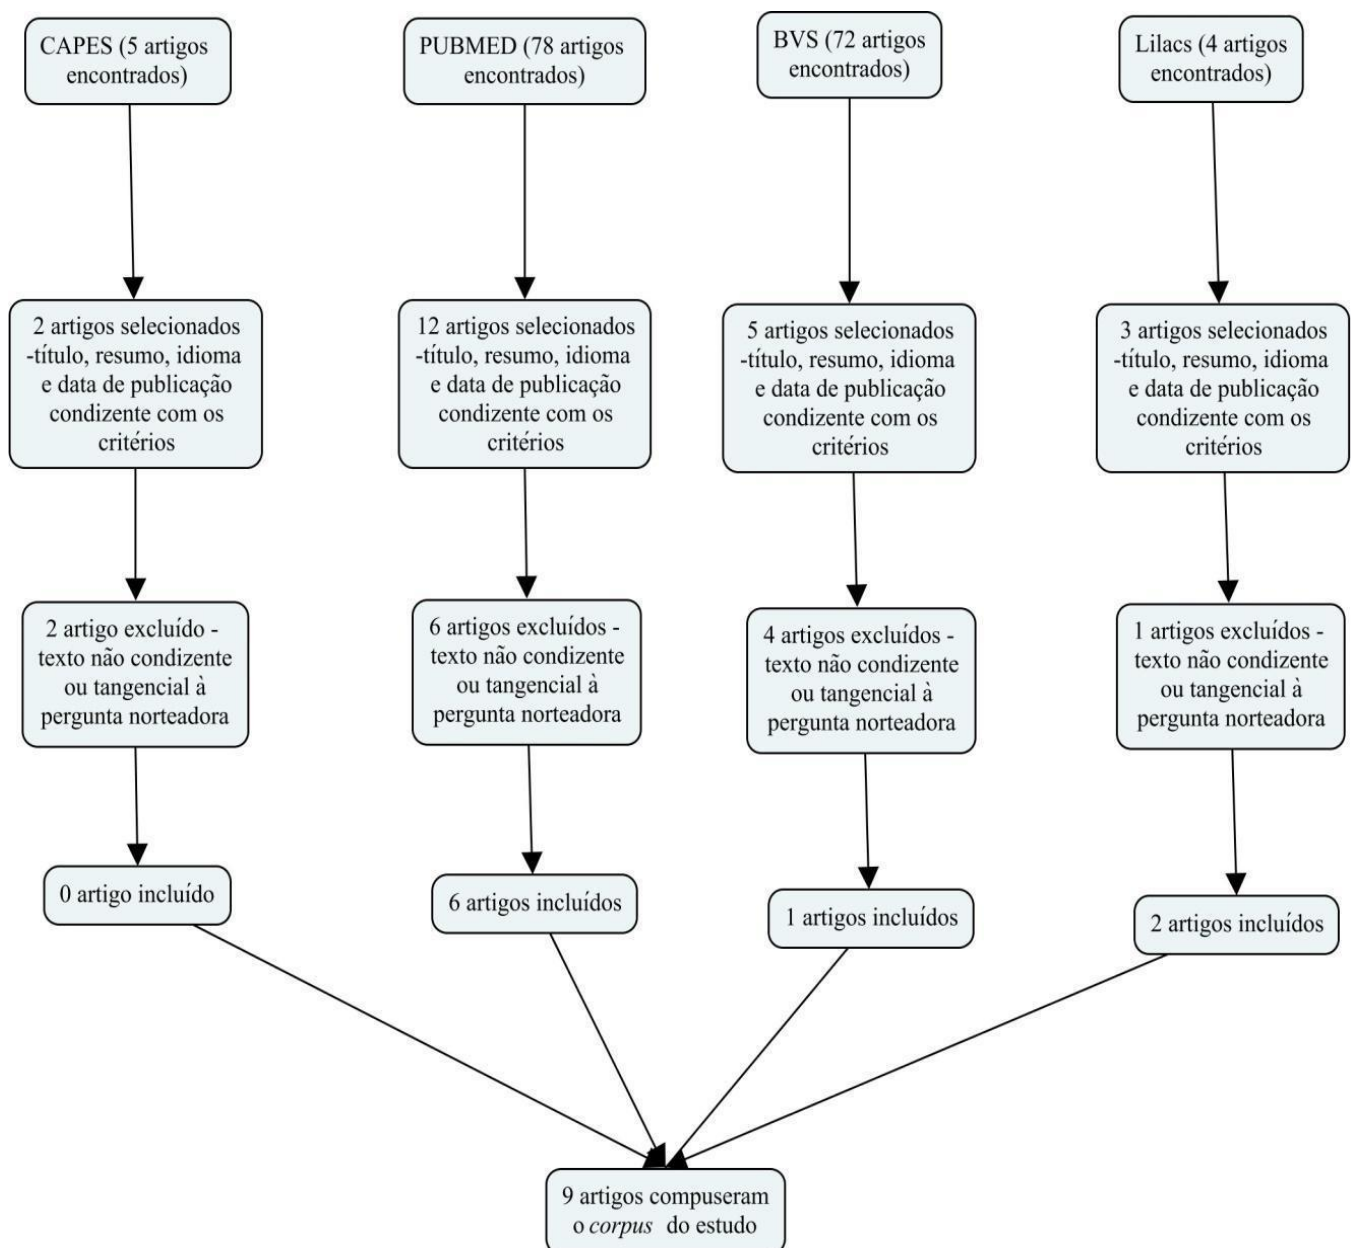 CAPES (5 artigos
encontrados)
PUBMED (78 artigos
encontrados)
BVS (72 artigos
encontrados)
Lilacs (4 artigos
encontrados)
2 artigos selecionados
-título, resumo, idioma
e data de publicação
condizente com os
critérios
12 artigos selecionados
-título, resumo, idioma
e data de publicação
condizente com os
critérios
5 artigos selecionados
-título, resumo, idioma
e data de publicação
condizente com os
critérios
3 artigos selecionados
-título, resumo, idioma
e data de publicação
condizente com os
critérios
2 artigo excluído -
texto não condizente
ou tangencial à
pergunta norteadora
6 artigos excluídos -
texto não condizente
ou tangencial à
pergunta norteadora
4 artigos excluídos -
texto não condizente
ou tangencial à
pergunta norteadora
1 artigos excluídos -
texto não condizente
ou tangencial à
pergunta norteadora
0 artigo incluído
6 artigos incluídos
1 artigos incluídos
2 artigos incluídos
9 artigos compuseram
o corpus do estudo